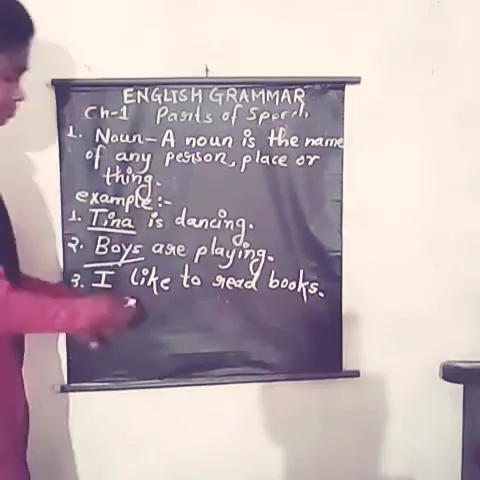 ENGLISH GRAMMAR
Ch-1 Parts of Speech
1. Noun - A noun is the name
of any person, place or
thing.
example:-
1. Tina is dancing.
2. Boys are playing.
3. I like to read books.